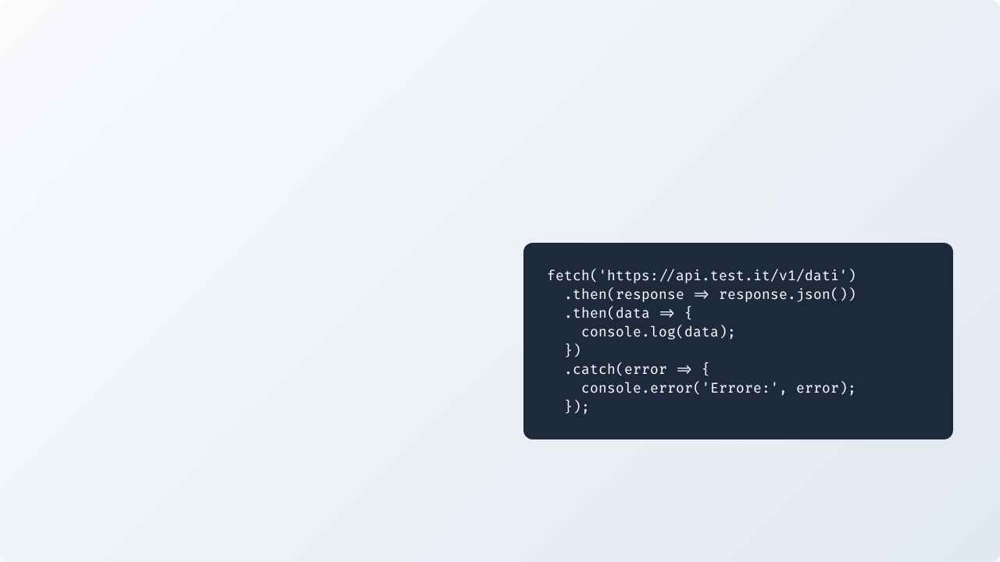 fetch('https://api.test.it/v1/dati')
  .then(response => response.json())
  .then(data => {
    console.log(data);
  })
  .catch(error => {
    console.error('Errore:', error);
  });